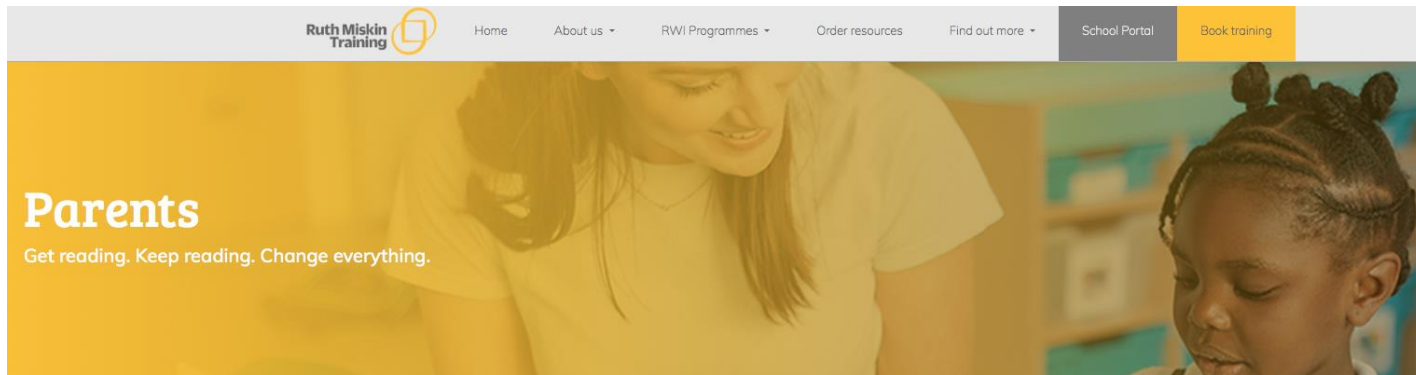 Ruth Miskin
Training
Home
About us
RWI Programmes
Order resources
Find out more
School Portal
Book training
Parents
Get reading. Keep reading. Change everything.